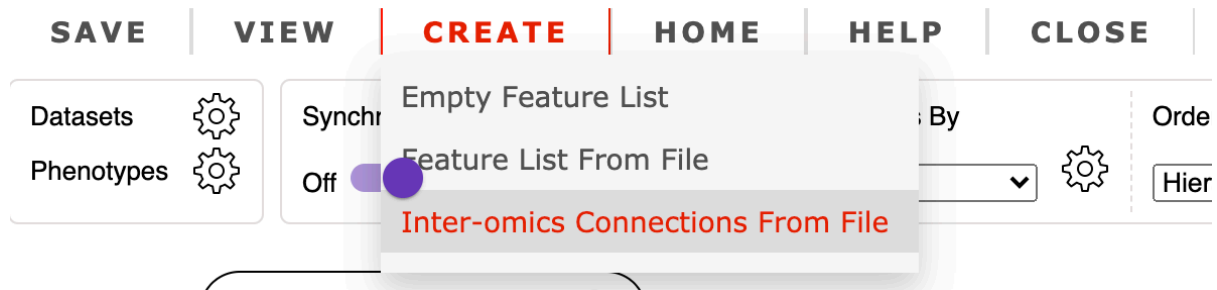 SAVE VIEW CREATE HOME HELP CLOSE
Empty Feature List
Datasets Synchr By Orde
Feature List From File
Phenotypes
Off Hier
Inter-omics Connections From File